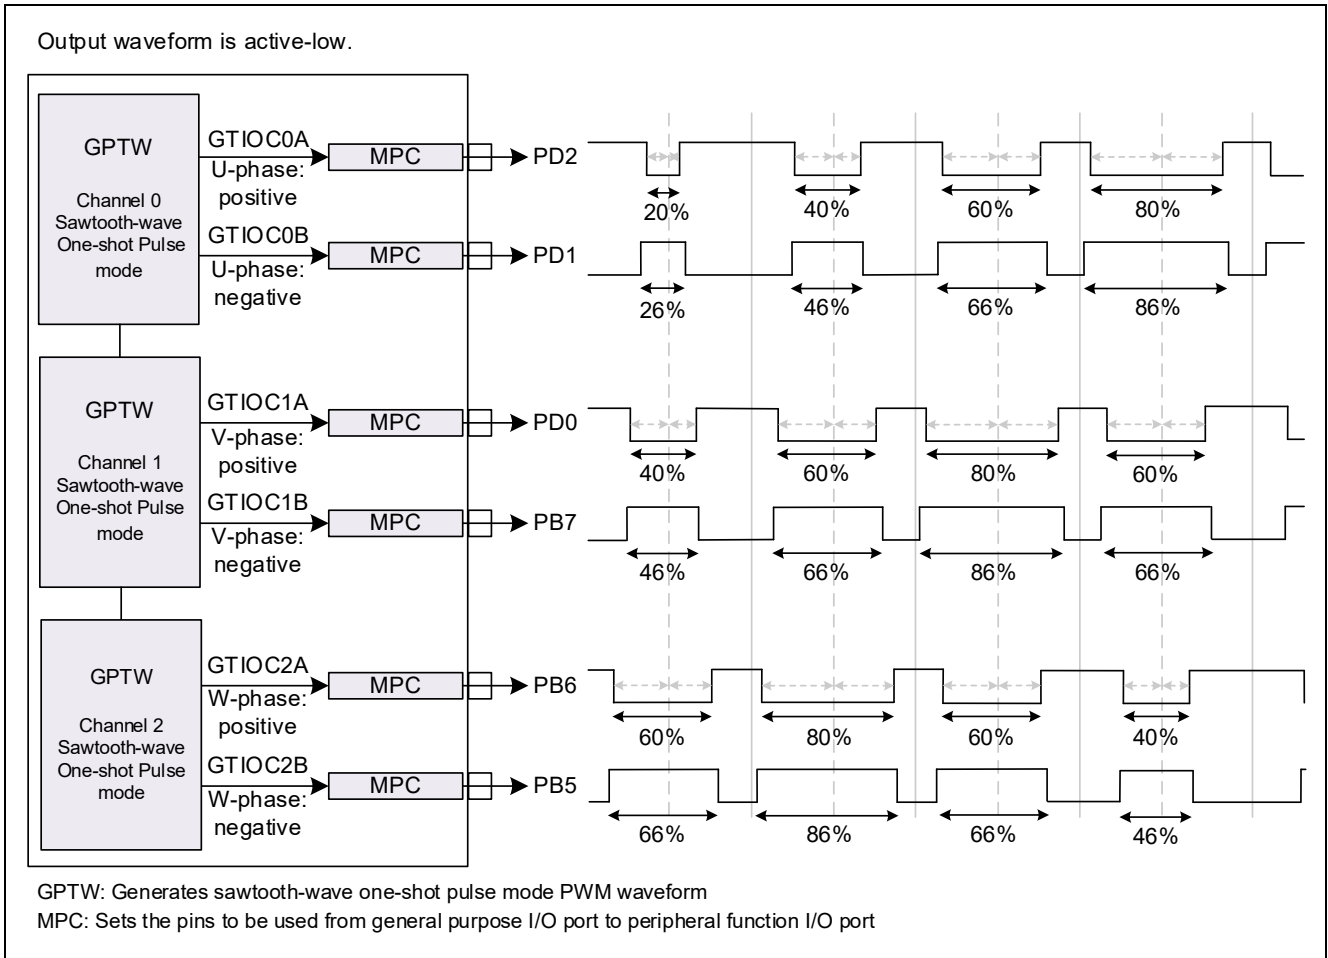 Output waveform is active-low.
GPTW
Channel 0
Sawtooth-wave
One-shot Pulse
mode
GTIOC0A
U-phase:
positive
MPC
PD2
20%
40%
60%
80%
GTIOC0B
U-phase:
negative
MPC
PD1
26%
46%
66%
86%
GPTW
Channel 1
Sawtooth-wave
One-shot Pulse
mode
GTIOC1A
V-phase:
positive
MPC
PD0
40%
60%
80%
60%
GTIOC1B
V-phase:
negative
MPC
PB7
46%
66%
86%
66%
GPTW
Channel 2
Sawtooth-wave
One-shot Pulse
mode
GTIOC2A
W-phase:
positive
MPC
PB6
60%
80%
60%
40%
GTIOC2B
W-phase:
negative
MPC
PB5
66%
86%
66%
46%
GPTW: Generates sawtooth-wave one-shot pulse mode PWM waveform
MPC: Sets the pins to be used from general purpose I/O port to peripheral function I/O port